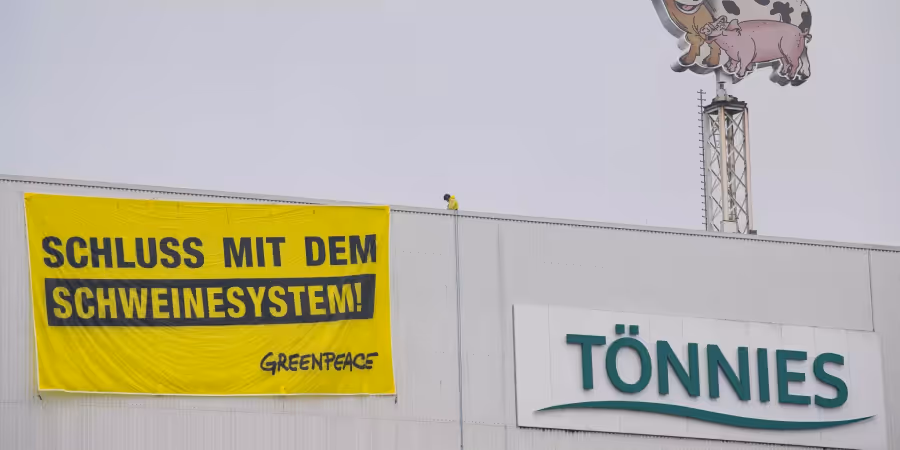 SCHLUSS MIT DEM
SCHWEINESYSTEM!
GREENPEACE
TÖNNIES